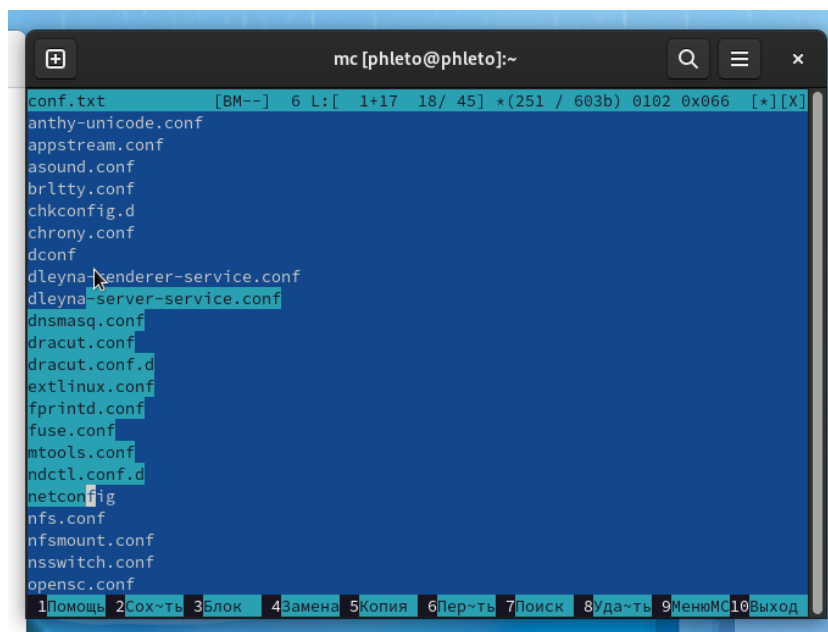 mc [phleto@phleto]:~
conf.txt [BM--] 6 L:[ 1+17 18/ 45] *(251 / 603b) 0102 0x066 [*][X]
anthy-unicode.conf
appstream.conf
asound.conf
brltty.conf
chkconfig.d
chrony.conf
dconf
dleyna-renderer-service.conf
dleyna-server-service.conf
dnsmasq.conf
dracut.conf
dracut.conf.d
extlinux.conf
fprintd.conf
fuse.conf
mtools.conf
ndctl.conf.d
netconfig
nfs.conf
nfsmount.conf
nsswitch.conf
opensc.conf
1Помощь 2Сох~ть 3Блок 4Замена 5Копия 6Пер~ть 7Поиск 8Уда~ть 9МенюMC 10Выход